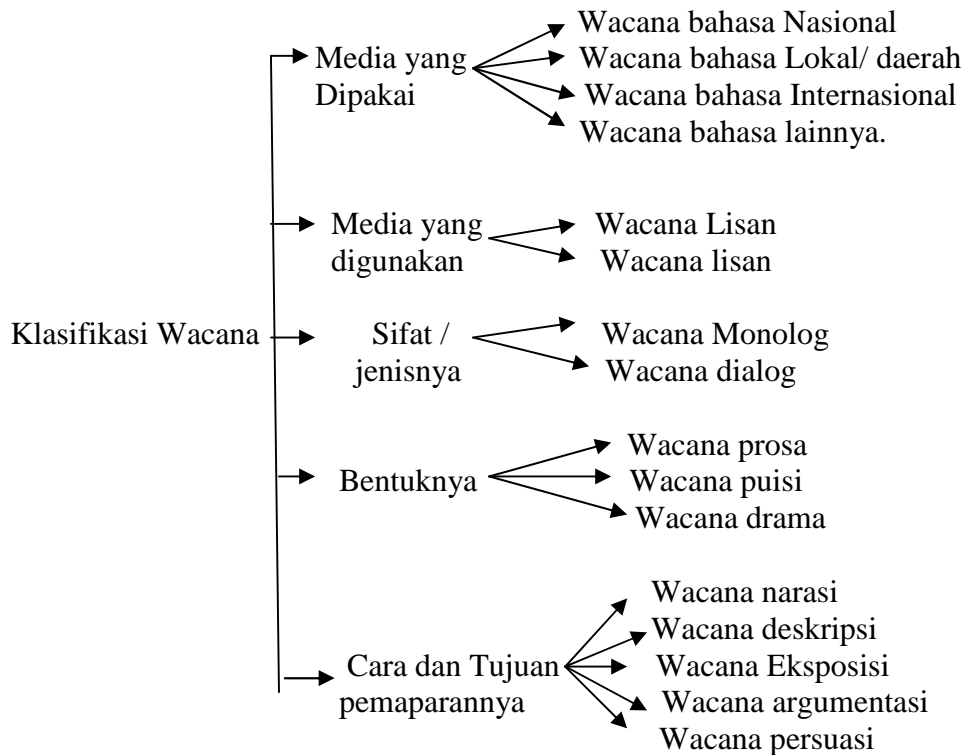 Klasifikasi Wacana
Media yang
Dipakai
Wacana bahasa Nasional
Wacana bahasa Lokal/ daerah
Wacana bahasa Internasional
Wacana bahasa lainnya.
Media yang
digunakan
Wacana Lisan
Wacana lisan
Sifat /
jenisnya
Wacana Monolog
Wacana dialog
Bentuknya
Wacana prosa
Wacana puisi
Wacana drama
Cara dan Tujuan
pemaparannya
Wacana narasi
Wacana deskripsi
Wacana Eksposisi
Wacana argumentasi
Wacana persuasi